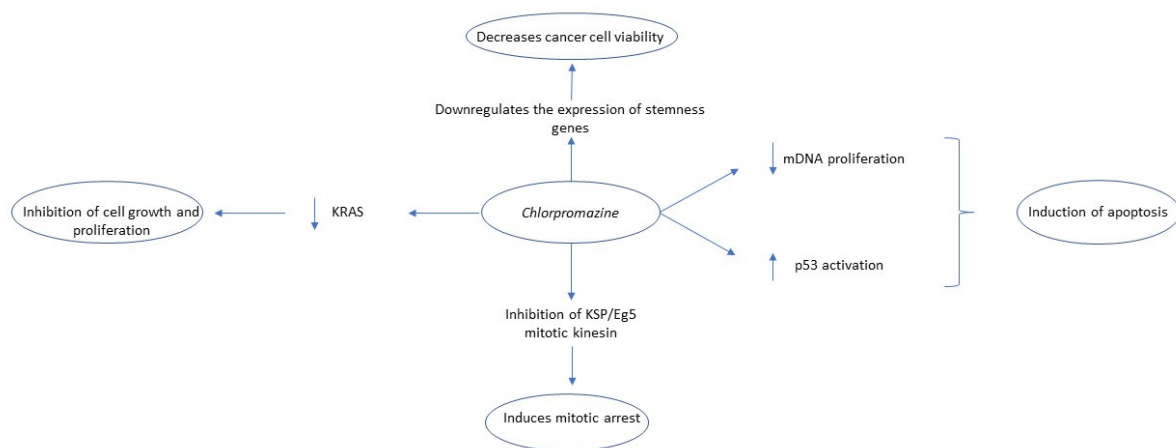 Decreases cancer cell viability
Downregulates the expression of stemness
genes
mDNA proliferation
Inhibition of cell growth and
proliferation
KRAS
Chlorpromazine
Induction of apoptosis
p53 activation
Inhibition of KSP/Eg5
mitotic kinesin
Induces mitotic arrest